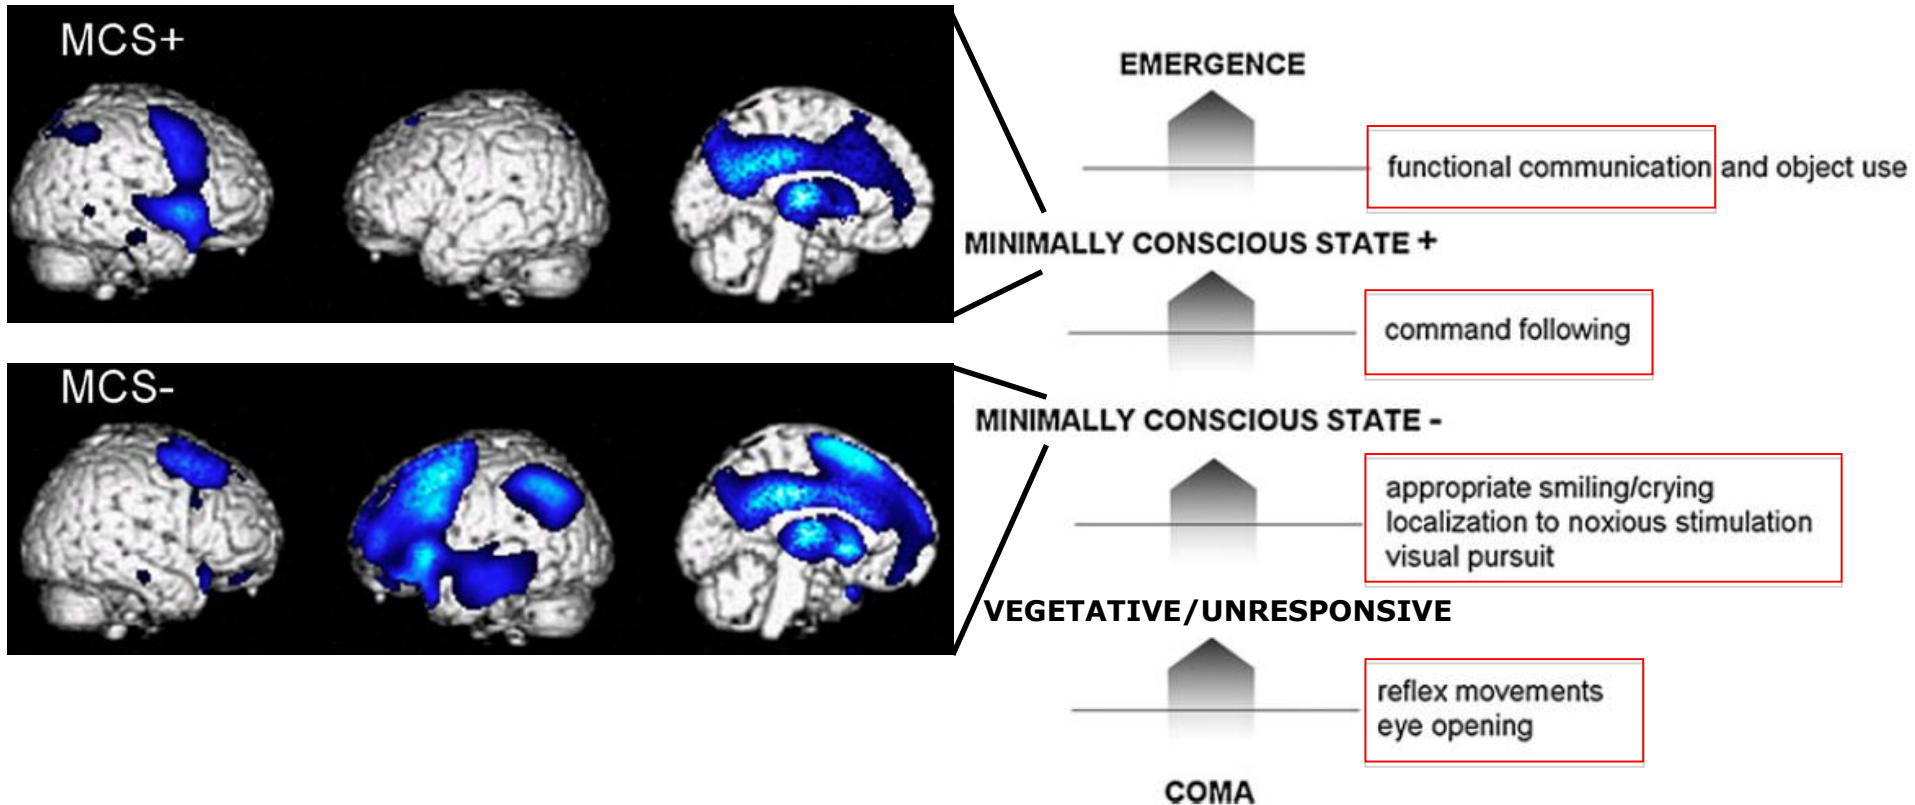 MCS+
MCS-
EMERGENCE
functional communication and object use
MINIMALLY CONSCIOUS STATE +
command following
MINIMALLY CONSCIOUS STATE -
appropriate smiling/crying
localization to noxious stimulation
visual pursuit
VEGETATIVE/UNRESPONSIVE
reflex movements
eye opening
COMA